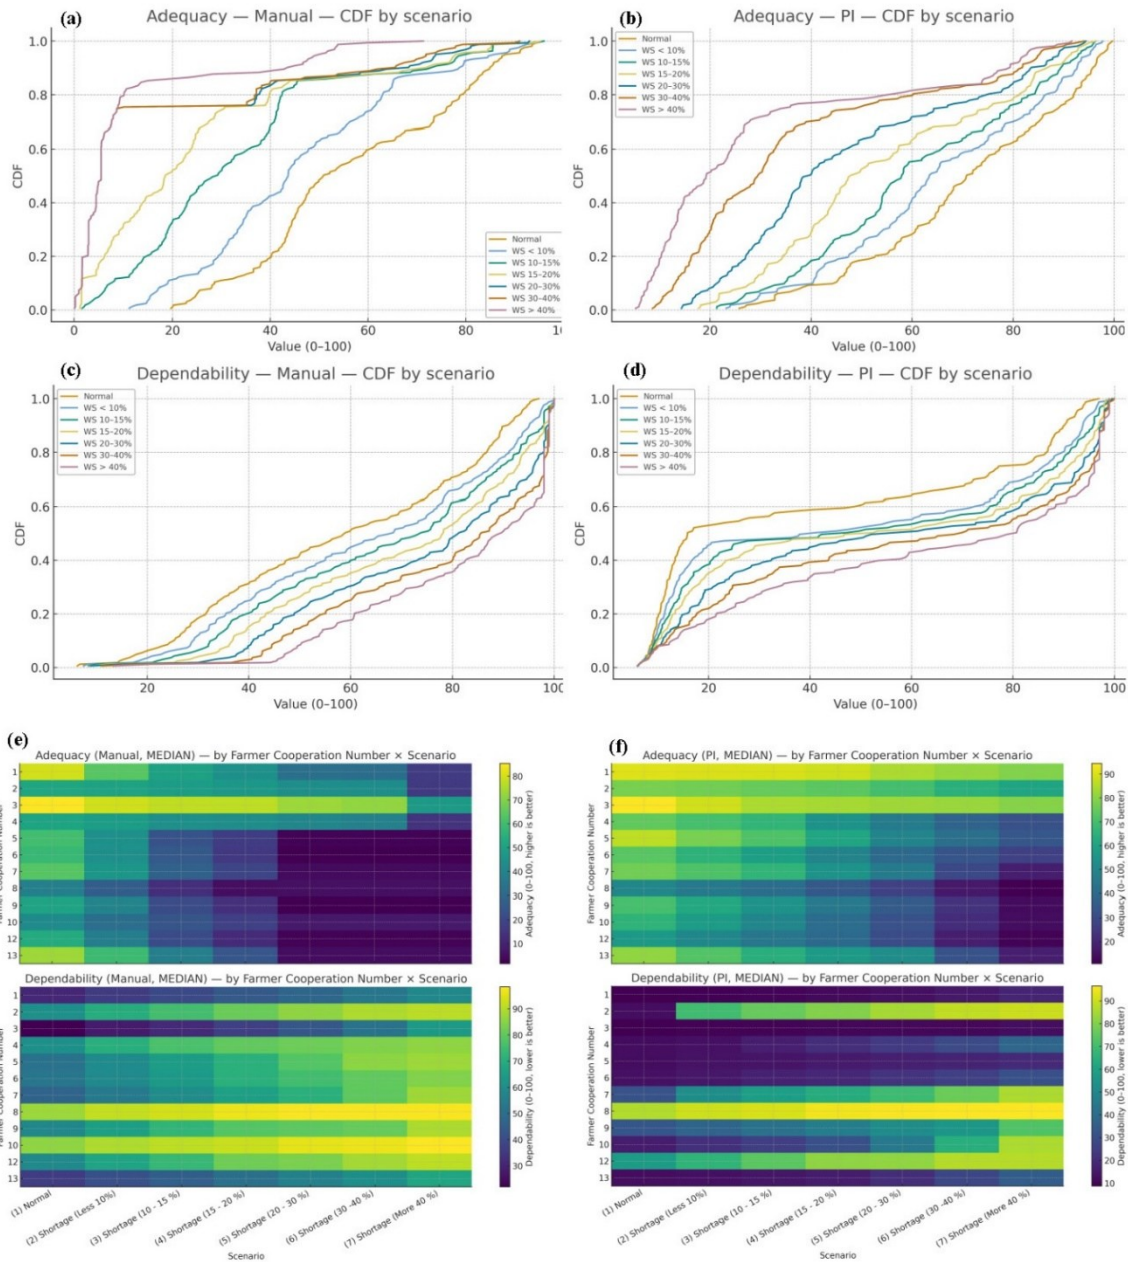 (a)
Adequacy — Manual — CDF by scenario
1.0
0.8
0.6
0.4
0.2
0.0
CDF
Normal
WS < 10%
WS 10–15%
WS 15–20%
WS 20–30%
WS 30–40%
WS > 40%
0 20 40 60 80
Value (0–100)
(b)
Adequacy — PI — CDF by scenario
1.0
0.8
0.6
0.4
0.2
0.0
CDF
Normal
WS < 10%
WS 10–15%
WS 15–20%
WS 20–30%
WS 30–40%
WS > 40%
20 40 60 80 100
Value (0–100)
(c)
Dependability — Manual — CDF by scenario
1.0
0.8
0.6
0.4
0.2
0.0
CDF
Normal
WS < 10%
WS 10–15%
WS 15–20%
WS 20–30%
WS 30–40%
WS > 40%
20 40 60 80 100
Value (0–100)
(d)
Dependability — PI — CDF by scenario
1.0
0.8
0.6
0.4
0.2
0.0
CDF
Normal
WS < 10%
WS 10–15%
WS 15–20%
WS 20–30%
WS 30–40%
WS > 40%
20 40 60 80 100
Value (0–100)
(e)
Adequacy (Manual, MEDIAN) — by Farmer Cooperation Number × Scenario
1
2
3
4
5
6
7
8
9
10
12
13
Cooperation Number
80
70
60
50
40
30
20
10
Adequacy (0–100, higher is better)
Dependability (Manual, MEDIAN) — by Farmer Cooperation Number × Scenario
1
2
3
4
5
6
7
8
9
10
12
13
Cooperation Number
90
80
70
60
50
40
30
Dependability (0–100, lower is better)
(1) Normal
(2) Shortage (Less 10%)
(3) Shortage (10 - 15 %)
(4) Shortage (15 - 20 %)
(5) Shortage (20 - 30 %)
(6) Shortage (30 -40 %)
(7) Shortage (More 40 %)
Scenario
(f)
Adequacy (PI, MEDIAN) — by Farmer Cooperation Number × Scenario
1
2
3
4
5
6
7
8
9
10
12
13
Farmer Cooperation Number
90
80
70
60
50
40
30
20
Adequacy (0–100, higher is better)
Dependability (PI, MEDIAN) — by Farmer Cooperation Number × Scenario
1
2
3
4
5
6
7
8
9
10
12
13
Farmer Cooperation Number
90
80
70
60
50
40
30
20
10
Dependability (0–100, lower is better)
(1) Normal
(2) Shortage (Less 10%)
(3) Shortage (10 - 15 %)
(4) Shortage (15 - 20 %)
(5) Shortage (20 - 30 %)
(6) Shortage (30 -40 %)
(7) Shortage (More 40 %)
Scenario